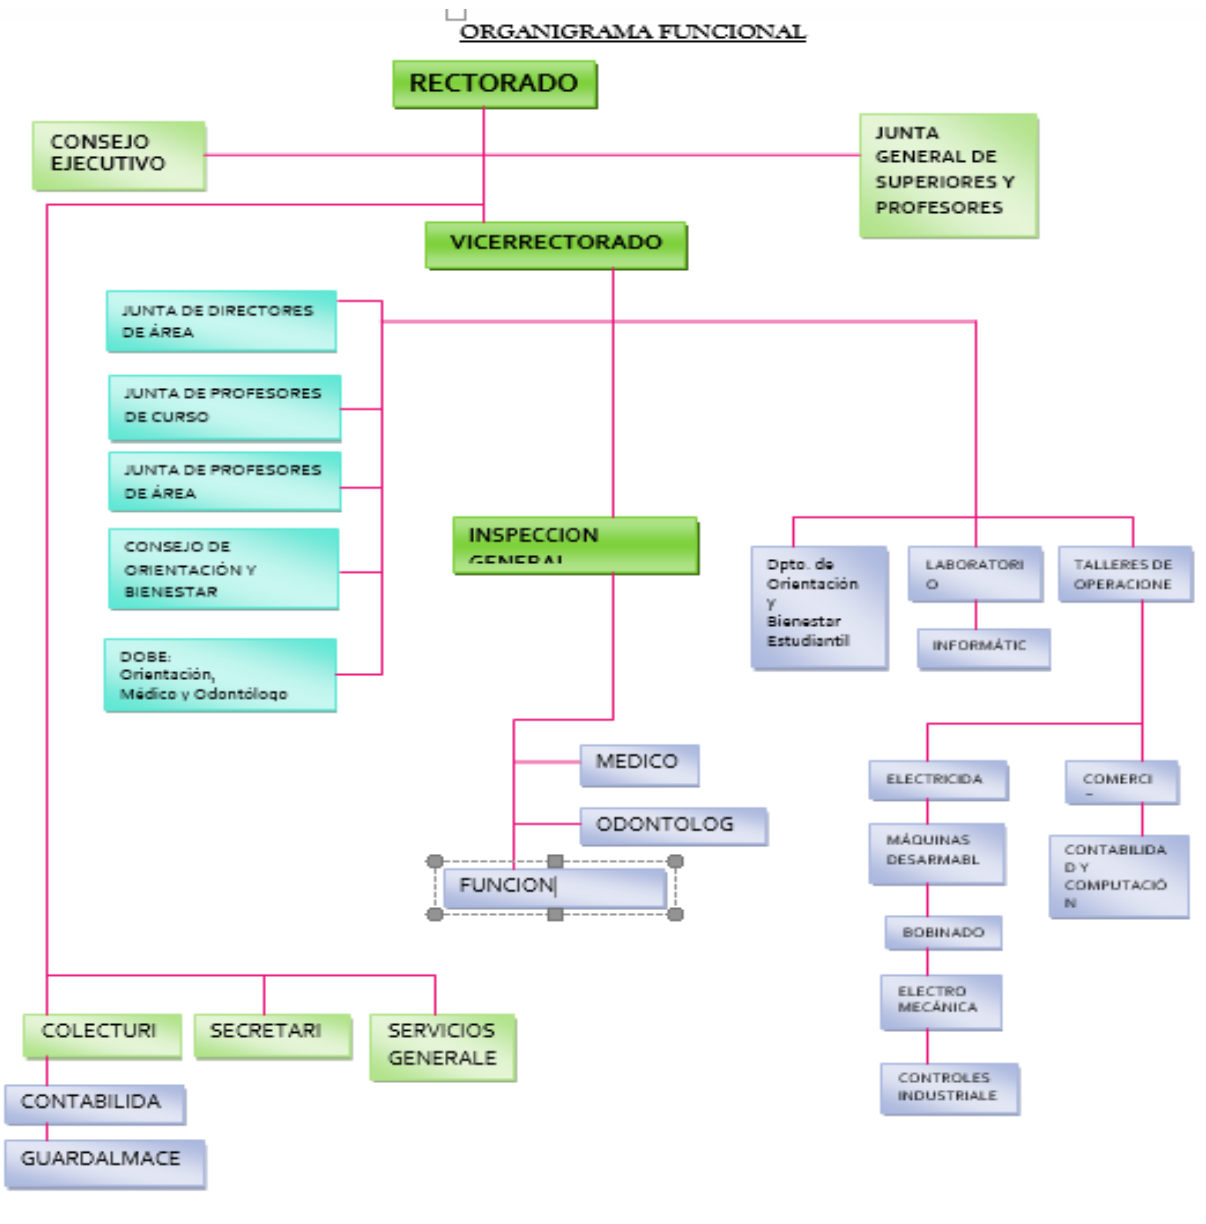 ORGANIGRAMA FUNCIONAL
RECTORADO
CONSEJO
EJECUTIVO
JUNTA
GENERAL DE
SUPERIORES Y
PROFESORES
VICERRECTORADO
JUNTA DE DIRECTORES
DE ÁREA
JUNTA DE PROFESORES
DE CURSO
JUNTA DE PROFESORES
DE ÁREA
CONSEJO DE
ORIENTACIÓN Y
BIENESTAR
DOBE:
Orientación,
Médico y Odontólogo
INSPECCION
GENERAL
Dpto. de
Orientación
y
Bienestar
Estudiantil
LABORATORI
O
INFORMÁTIC
TALLERES DE
OPERACIONE
MEDICO
ODONTOLOG
FUNCION
ELECTRICIDA
MÁQUINAS
DESARMABL
BOBINADO
ELECTRO
MECÁNICA
CONTROLES
INDUSTRIALE
COMERCI
CONTABILIDA
D Y
COMPUTACIÓ
N
COLECTURI
SECRETARI
SERVICIOS
GENERALE
CONTABILIDA
GUARDALMACE